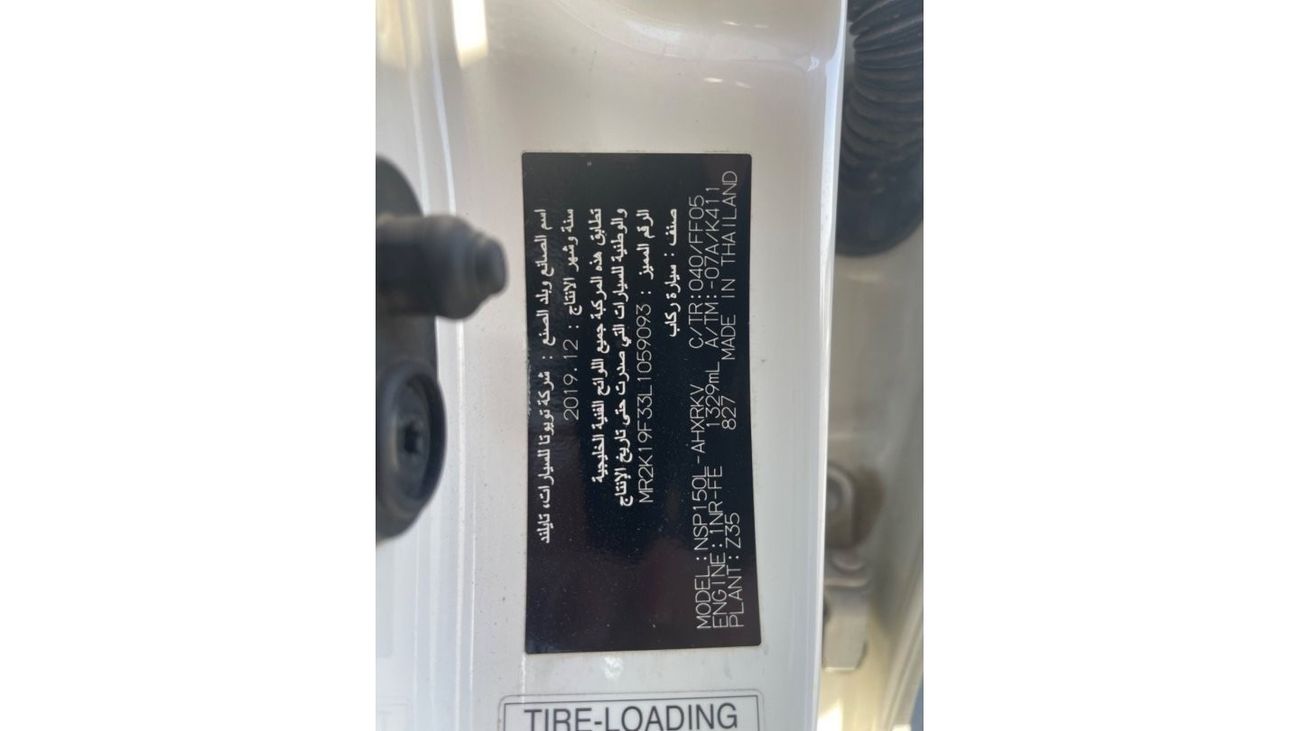 اسم الصانع وبلد الصنع : شركة تويوتا للسيارات، تايلند
سنة وشهر الانتاج : 2019.12
تطابق هذه المركبة جميع اللوائح الفنية الخليجية
والوطنية للسيارات التي صدرت حتى تاريخ الإنتاج
الرقم المميز : MR2K19F33L1059093
صنف : سيارة ركاب
MODEL:NSP150L-AHXRKV C/TR:040/FF05
ENGINE:1NR-FE 1329mL A/TM:-07A/K411
PLANT:Z35 827 MADE IN THAILAND
TIRE-LOADING